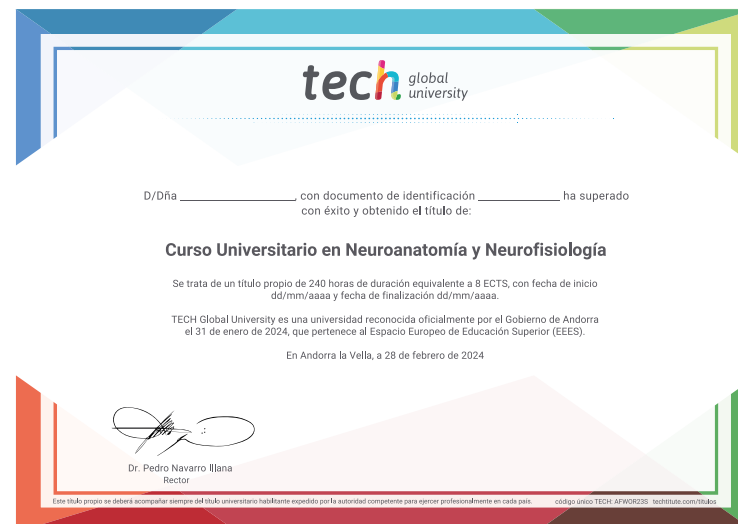 tech global university
D/Dña ____________________, con documento de identificación ______________ ha superado
con éxito y obtenido el título de:
Curso Universitario en Neuroanatomía y Neurofisiología
Se trata de un título propio de 240 horas de duración equivalente a 8 ECTS, con fecha de inicio
dd/mm/aaaa y fecha de finalización dd/mm/aaaa.
TECH Global University es una universidad reconocida oficialmente por el Gobierno de Andorra
el 31 de enero de 2024, que pertenece al Espacio Europeo de Educación Superior (EEES).
En Andorra la Vella, a 28 de febrero de 2024
Dr. Pedro Navarro Illana
Rector
Este título propio se deberá acompañar siempre del título universitario habilitante expedido por la autoridad competente para ejercer profesionalmente en cada país. código único TECH: AFWOR23S techtitute.com/titulos